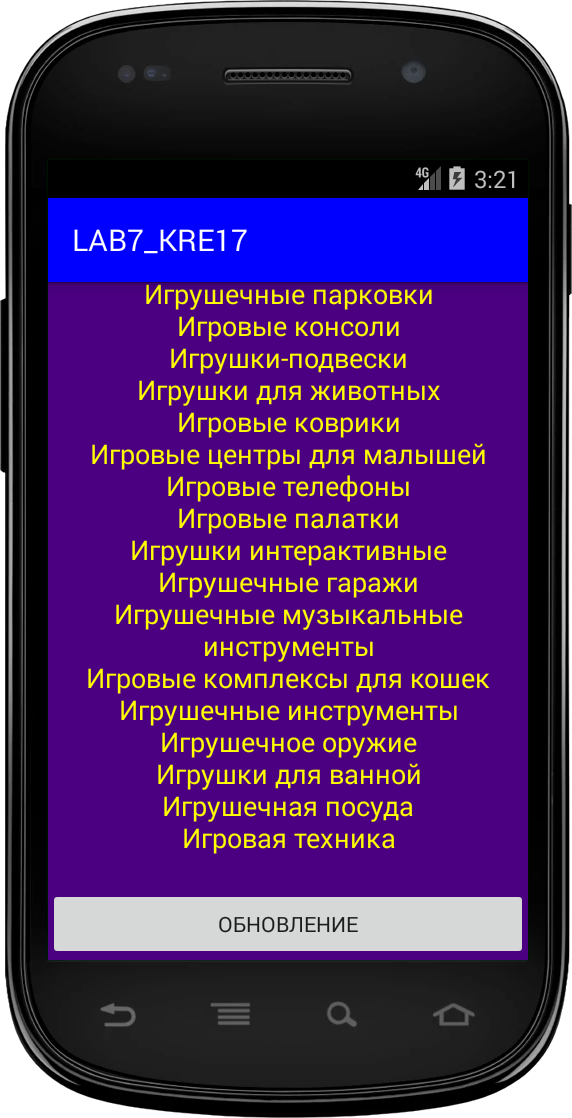 4G 3:21
LAB7_KRE17
Игрушечные парковки
Игровые консоли
Игрушки-подвески
Игрушки для животных
Игровые коврики
Игровые центры для малышей
Игровые телефоны
Игровые палатки
Игрушки интерактивные
Игрушечные гаражи
Игрушечные музыкальные
инструменты
Игровые комплексы для кошек
Игрушечные инструменты
Игрушечное оружие
Игрушки для ванной
Игрушечная посуда
Игровая техника
ОБНОВЛЕНИЕ